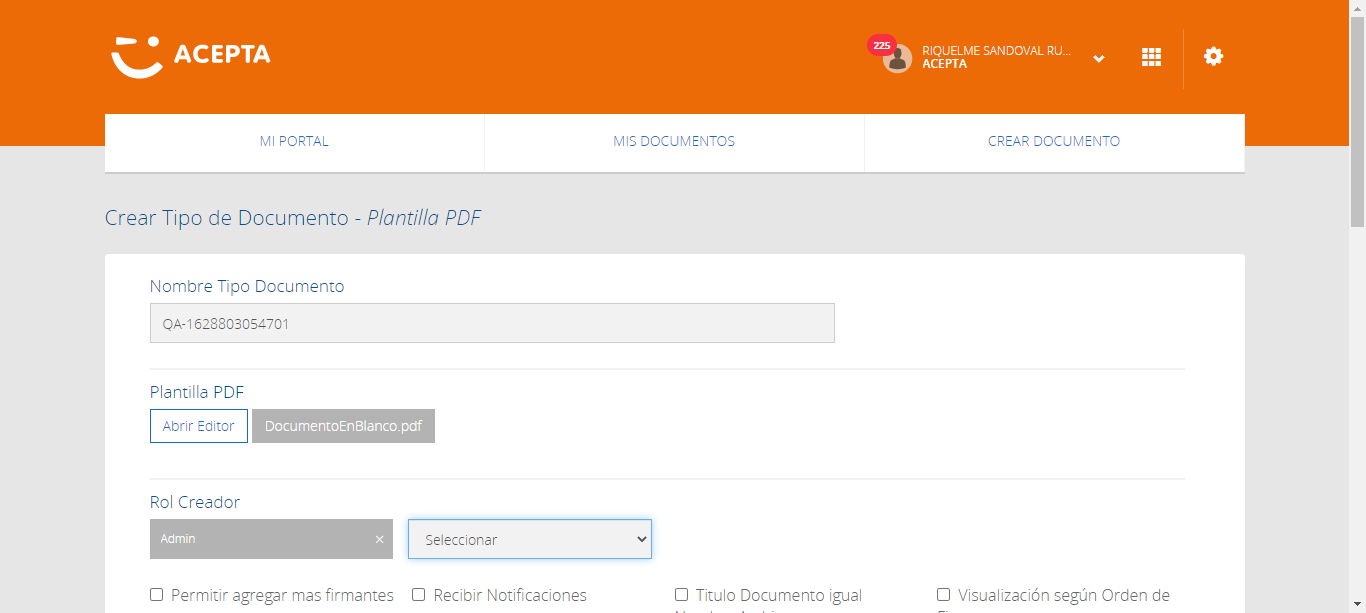 ACEPTA
225
RIQUELME SANDOVAL RU...
ACEPTA
MI PORTAL
MIS DOCUMENTOS
CREAR DOCUMENTO
Crear Tipo de Documento - Plantilla PDF
Nombre Tipo Documento
QA-1628803054701
Plantilla PDF
Abrir Editor
DocumentoEnBlanco.pdf
Rol Creador
Admin ×
Seleccionar
Permitir agregar mas firmantes
Recibir Notificaciones
Titulo Documento igual
Visualización según Orden de